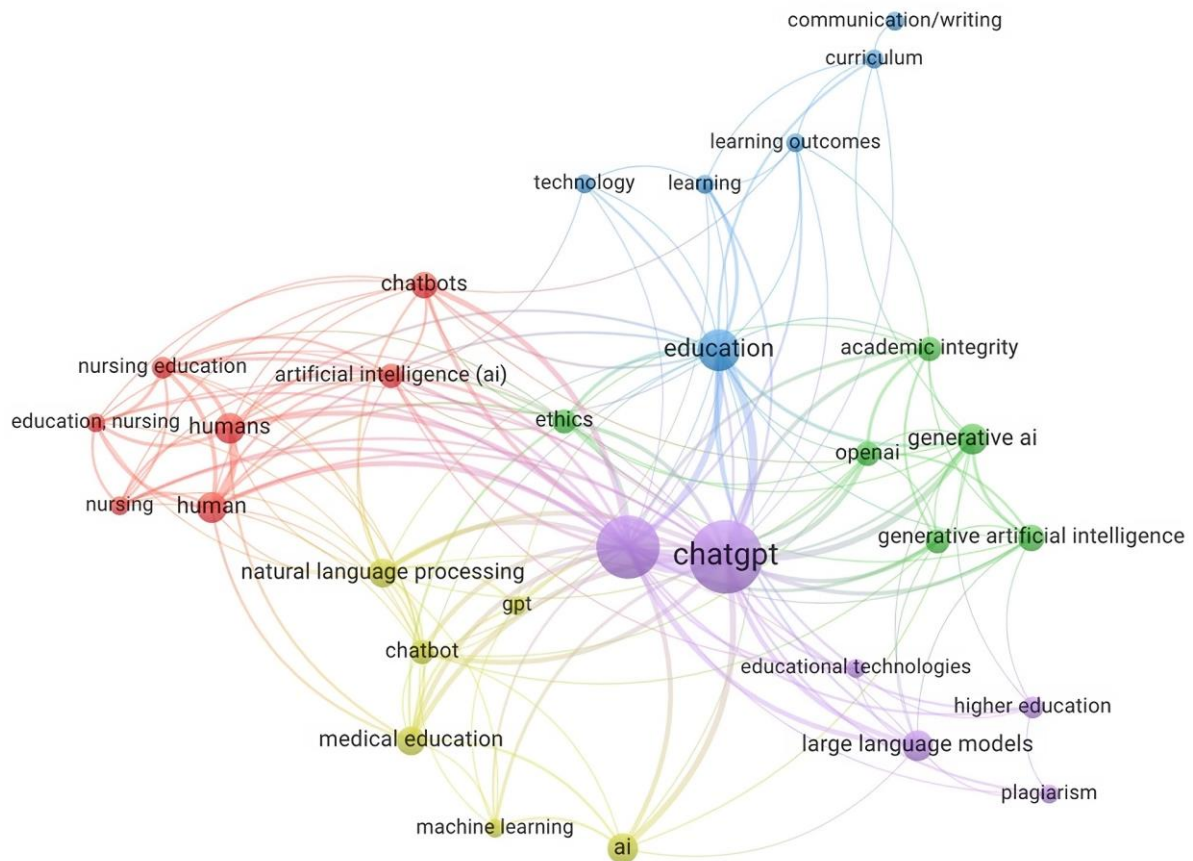 communication/writing
curriculum
learning outcomes
technology
learning
chatbots
education
academic integrity
nursing education
artificial intelligence (ai)
education, nursing
humans
ethics
generative ai
openai
nursing
human
generative artificial intelligence
chatgpt
natural language processing
gpt
chatbot
educational technologies
higher education
medical education
large language models
plagiarism
machine learning
ai